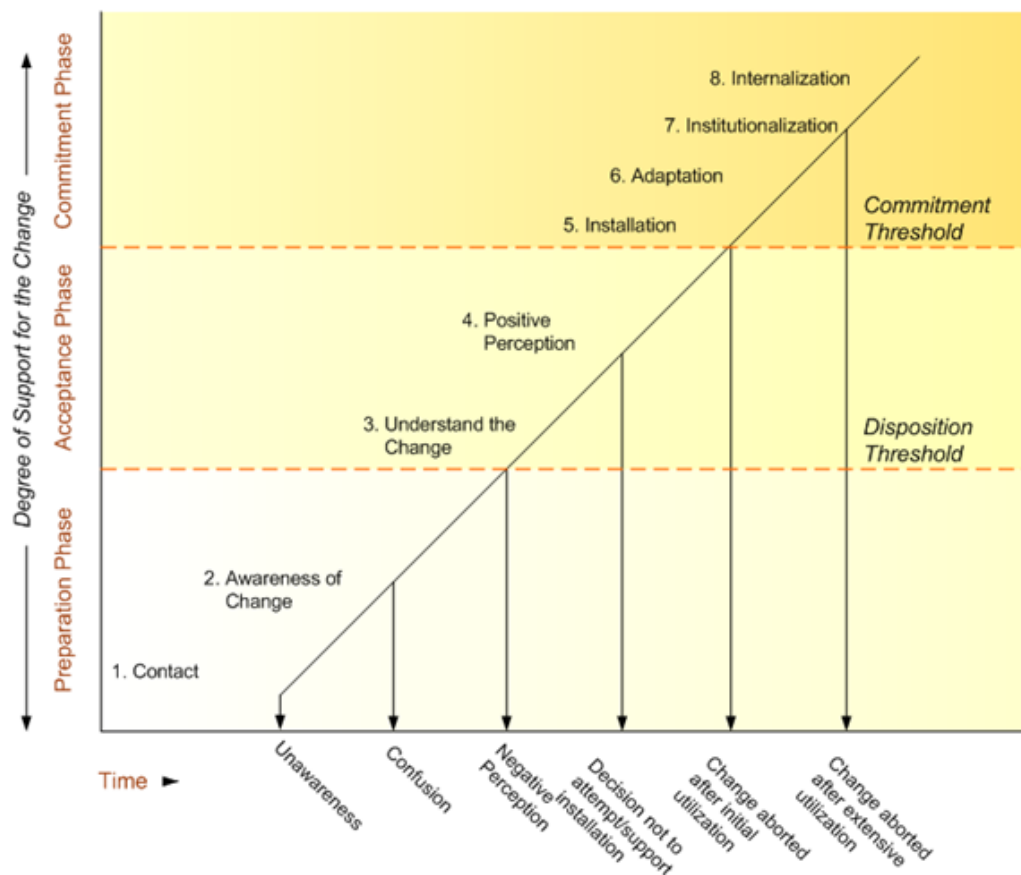 Degree of Support for the Change
Commitment Phase
Acceptance Phase
Preparation Phase
8. Internalization
7. Institutionalization
6. Adaptation
5. Installation
Commitment
Threshold
4. Positive
Perception
3. Understand the
Change
Disposition
Threshold
2. Awareness of
Change
1. Contact
Time
Unawareness
Confusion
Negative
Perception
Decision not to
attempt/support
installation
Change aborted
after initial
utilization
Change aborted
after extensive
utilization